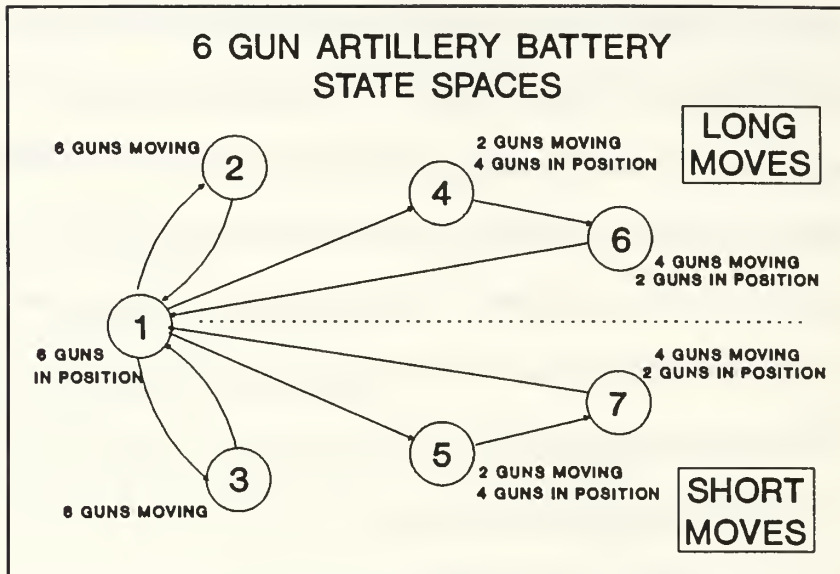 6 GUN ARTILLERY BATTERY
STATE SPACES
LONG
MOVES
6 GUNS MOVING
2
2 GUNS MOVING
4 GUNS IN POSITION
4
6
4 GUNS MOVING
2 GUNS IN POSITION
1
6 GUNS
IN POSITION
4 GUNS MOVING
2 GUNS IN POSITION
7
5
2 GUNS MOVING
4 GUNS IN POSITION
3
6 GUNS MOVING
SHORT
MOVES